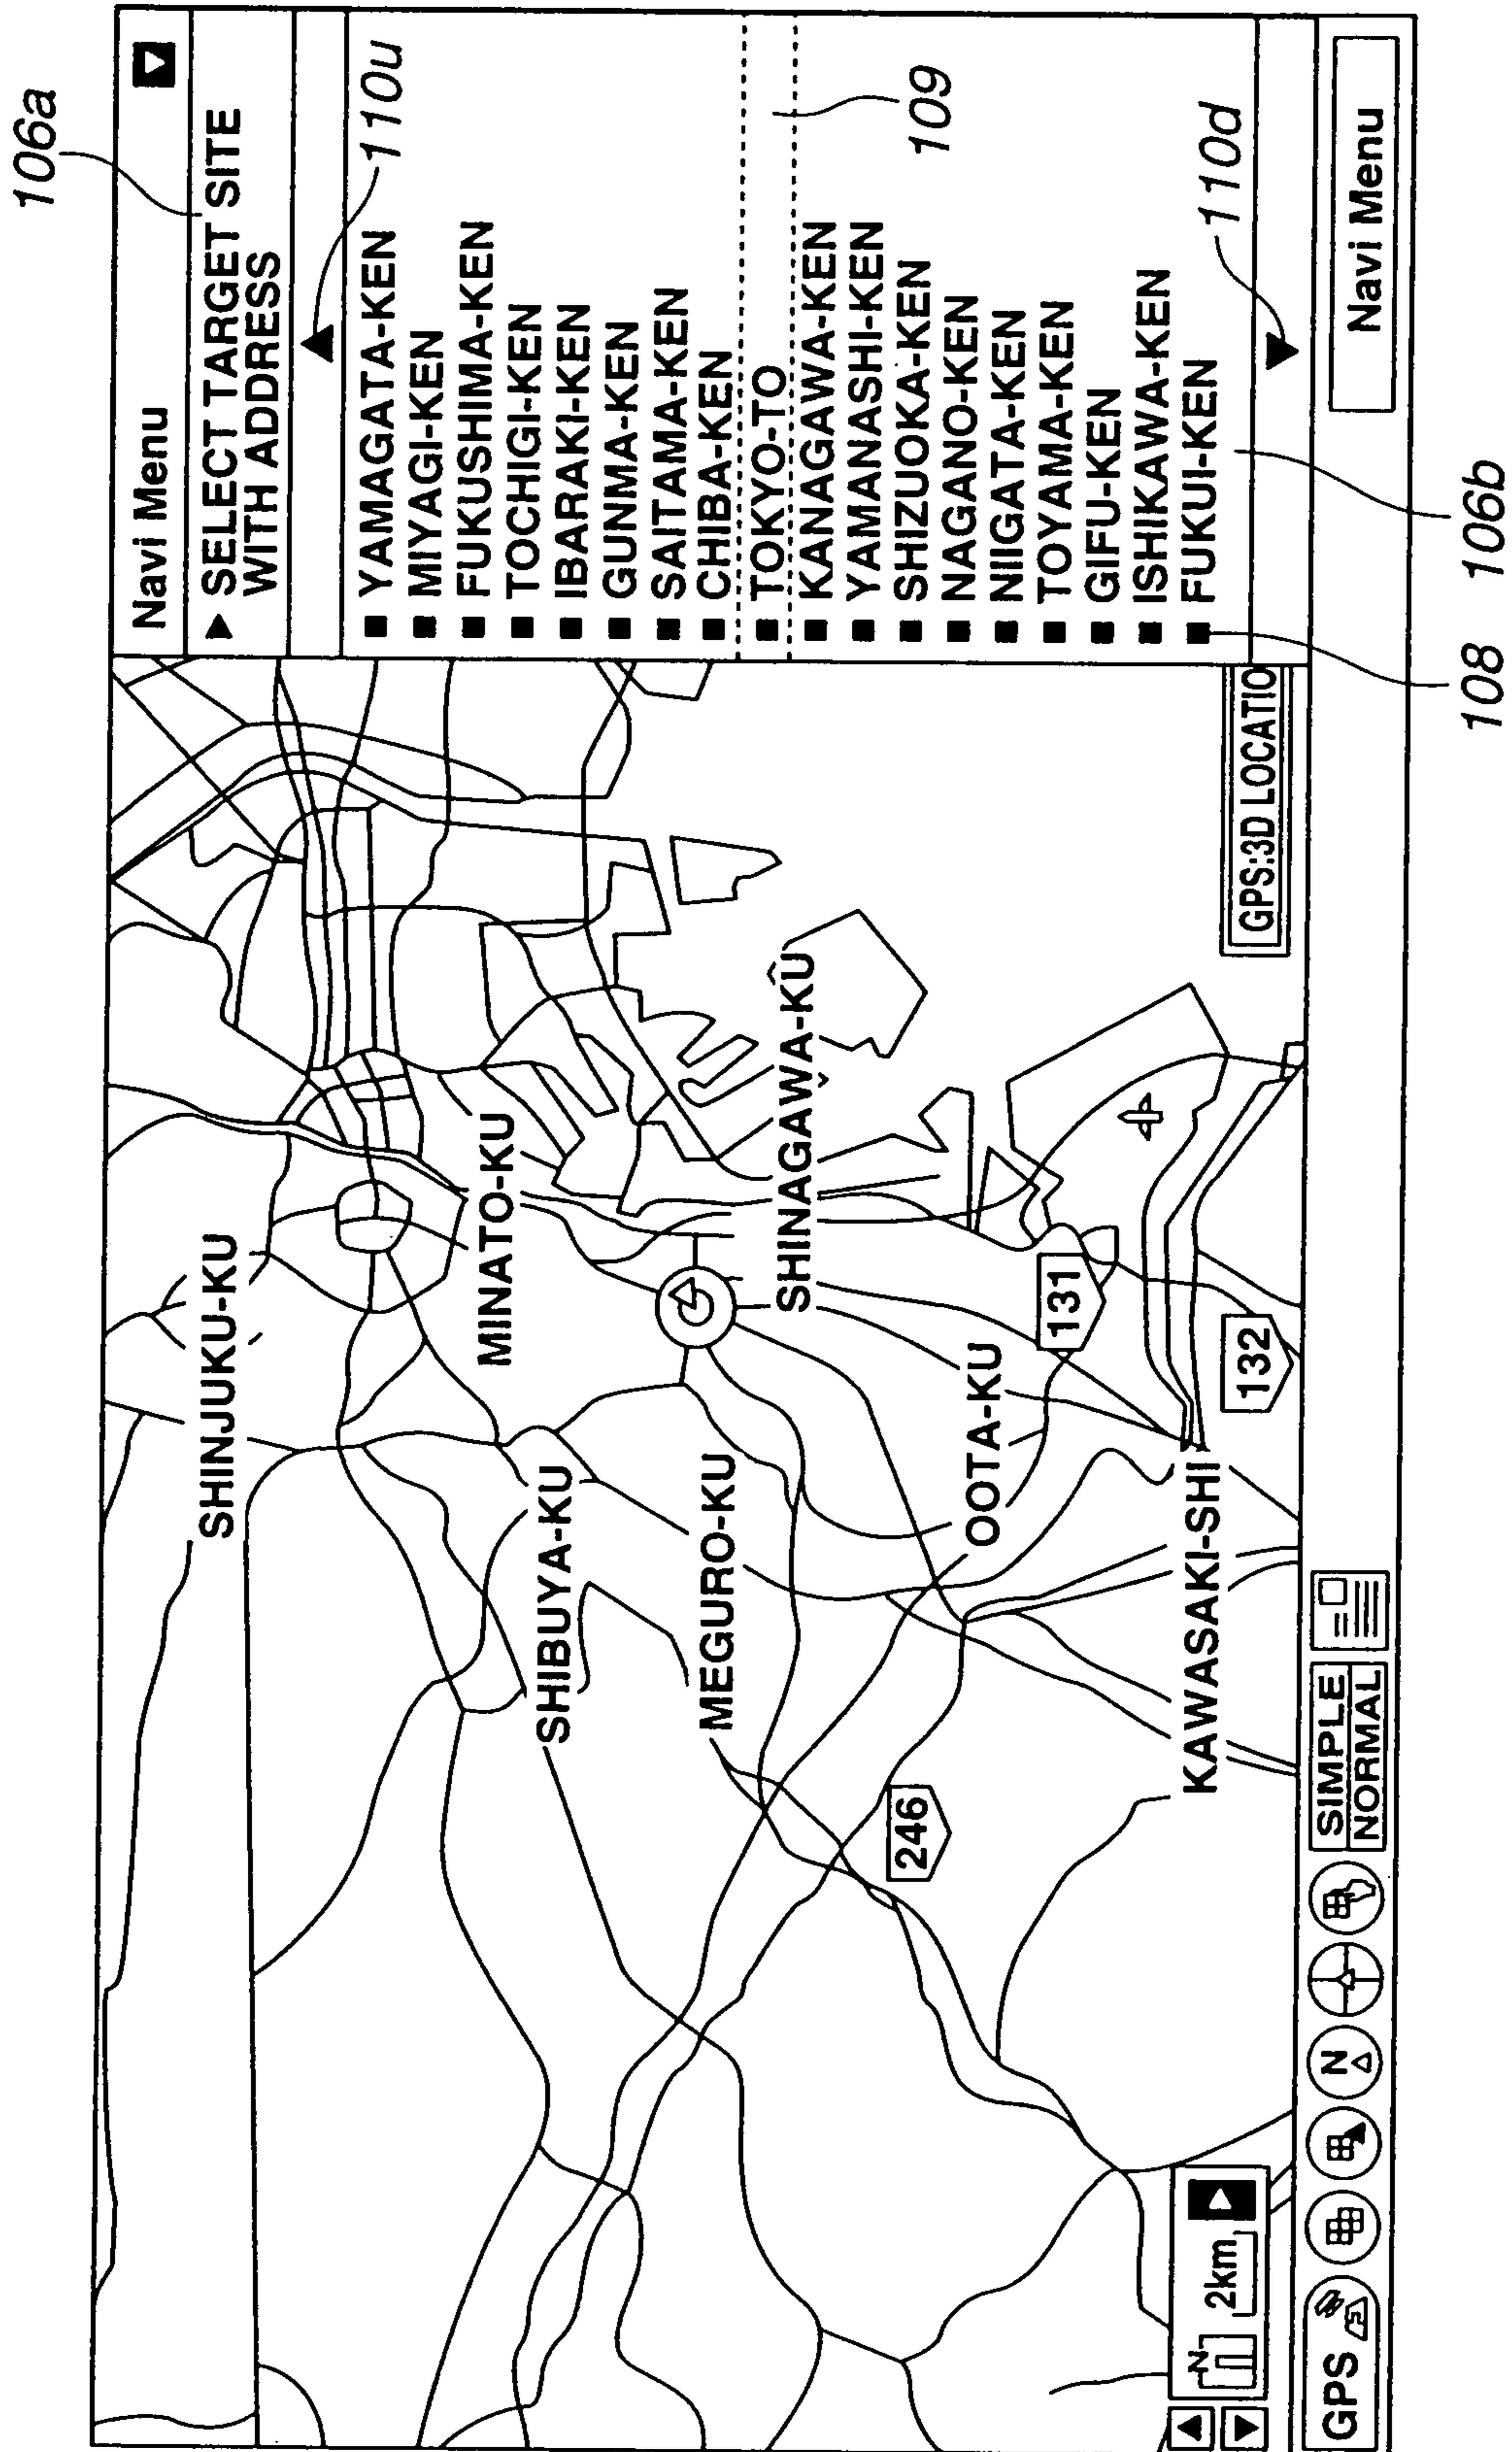 106a
Navi Menu
SELECT TARGET SITE
WITH ADDRESS
110u
YAMAGATA-KEN
MIYAGI-KEN
FUKUSHIMA-KEN
TOCHIGI-KEN
IBARAKI-KEN
GUNMA-KEN
SAITAMA-KEN
CHIBA-KEN
TOKYO-TO
109
KANAGAWA-KEN
YAMANASHI-KEN
SHIZUOKA-KEN
NAGANO-KEN
NIIGATA-KEN
TOYAMA-KEN
GIFU-KEN
ISHIKAWA-KEN
FUKUI-KEN
110d
106b
108
SHINJUKU-KU
MINATO-KU
SHIBUYA-KU
MEGURO-KU
SHINAGAWA-KU
246
OOTA-KU
131
KAWASAKI-SHI
132
GPS:3D LOCATIO
N
2km
GPS
N
SIMPLE
NORMAL
Navi Menu